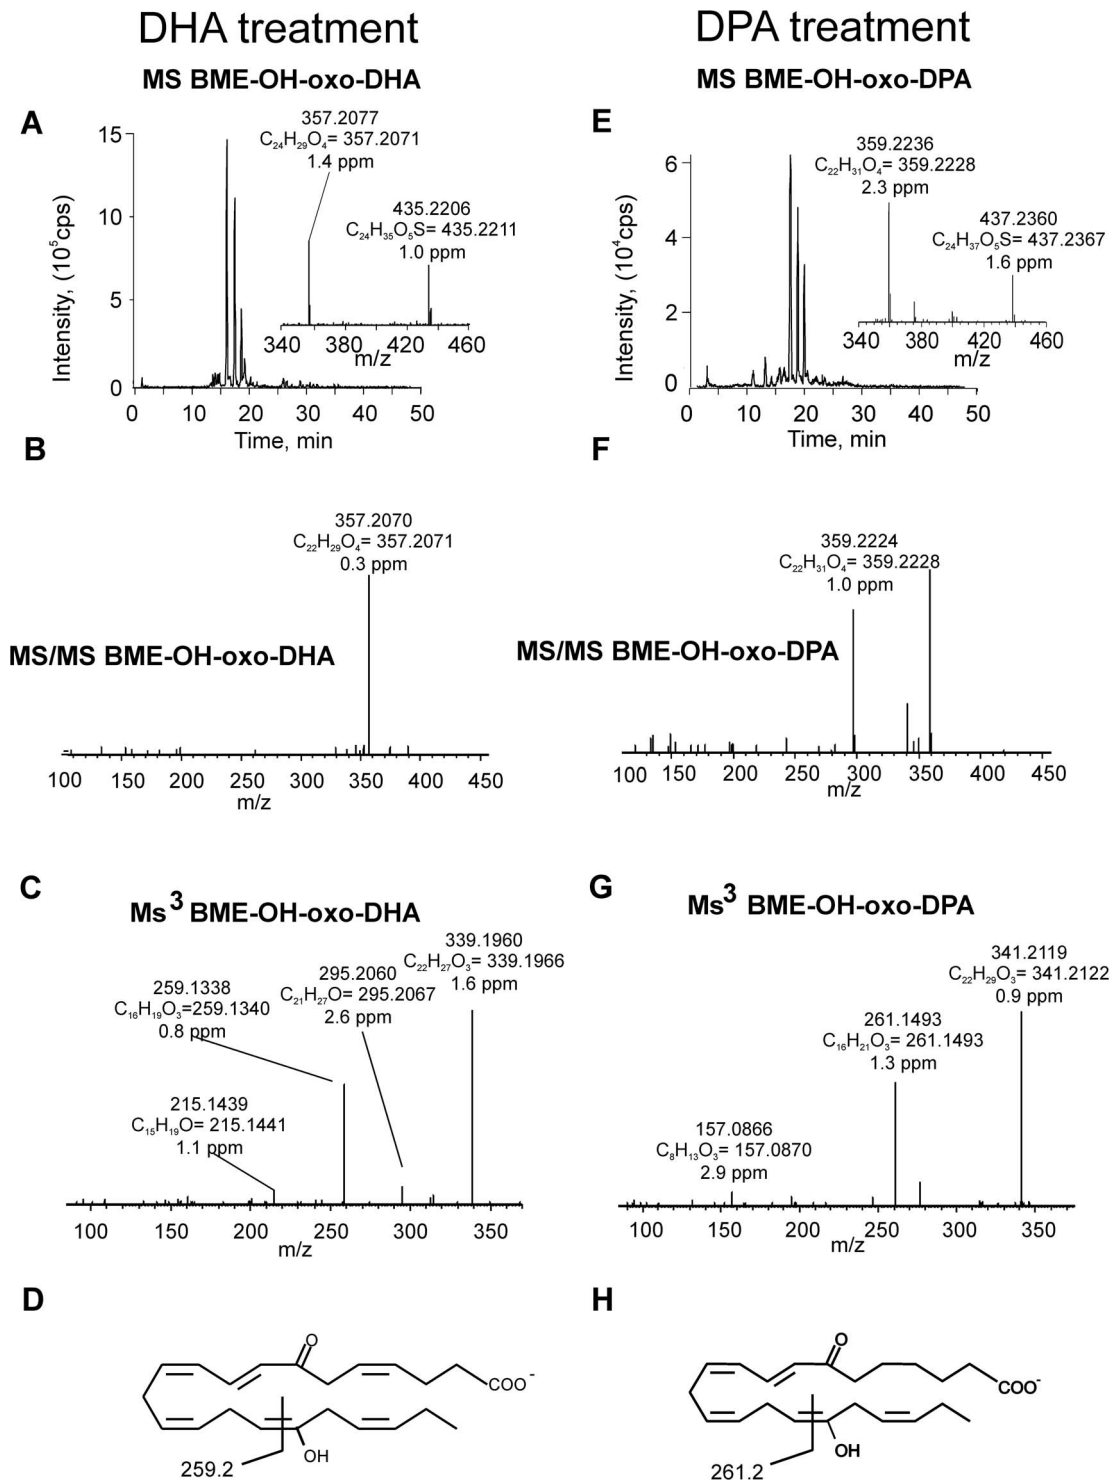 DHA treatment
MS BME-OH-oxo-DHA
A
357.2077
C24H29O4= 357.2071
1.4 ppm
435.2206
C24H35O5S= 435.2211
1.0 ppm
Intensity, (10^5cps)
15
10
5
0
340 380 420 460
m/z
0 10 20 30 40 50
Time, min
B
357.2070
C22H29O4= 357.2071
0.3 ppm
MS/MS BME-OH-oxo-DHA
100 150 200 250 300 350 400 450
m/z
C
Ms^3 BME-OH-oxo-DHA
339.1960
C22H27O3= 339.1966
1.6 ppm
295.2060
C21H27O= 295.2067
2.6 ppm
259.1338
C16H19O3=259.1340
0.8 ppm
215.1439
C15H19O= 215.1441
1.1 ppm
100 150 200 250 300 350
m/z
D
O
COO-
OH
259.2
DPA treatment
MS BME-OH-oxo-DPA
E
359.2236
C22H31O4= 359.2228
2.3 ppm
437.2360
C24H37O5S= 437.2367
1.6 ppm
Intensity, (10^4cps)
6
4
2
0
340 380 420 460
m/z
0 10 20 30 40 50
Time, min
F
359.2224
C22H31O4= 359.2228
1.0 ppm
MS/MS BME-OH-oxo-DPA
100 150 200 250 300 350 400 450
m/z
G
Ms^3 BME-OH-oxo-DPA
341.2119
C22H29O3= 341.2122
0.9 ppm
261.1493
C16H21O3= 261.1493
1.3 ppm
157.0866
C8H13O3= 157.0870
2.9 ppm
100 150 200 250 300 350
m/z
H
O
COO-
OH
261.2